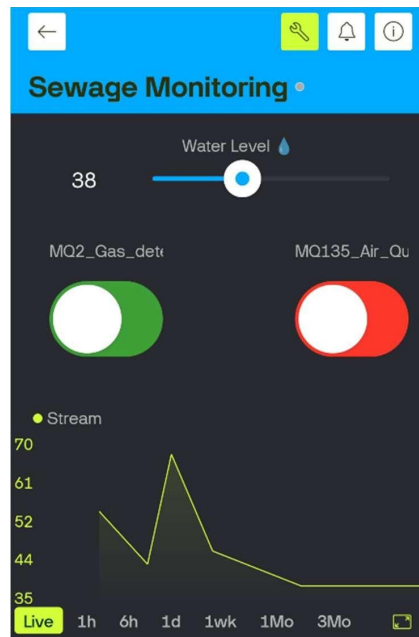 Sewage Monitoring
Water Level
38
MQ2_Gas_dete
MQ135_Air_Qu
Stream
70
61
52
44
35
Live 1h 6h 1d 1wk 1Mo 3Mo